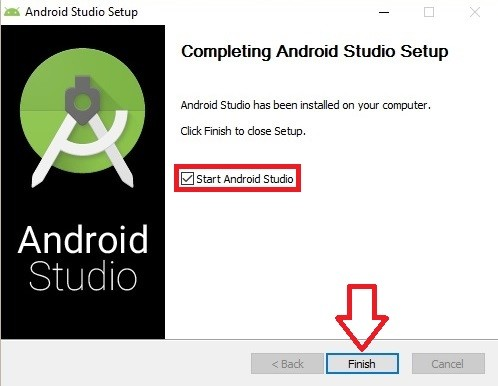 Android Studio Setup
Completing Android Studio Setup
Android Studio has been installed on your computer.
Click Finish to close Setup.
Start Android Studio
Android
Studio
< Back
Finish
Cancel